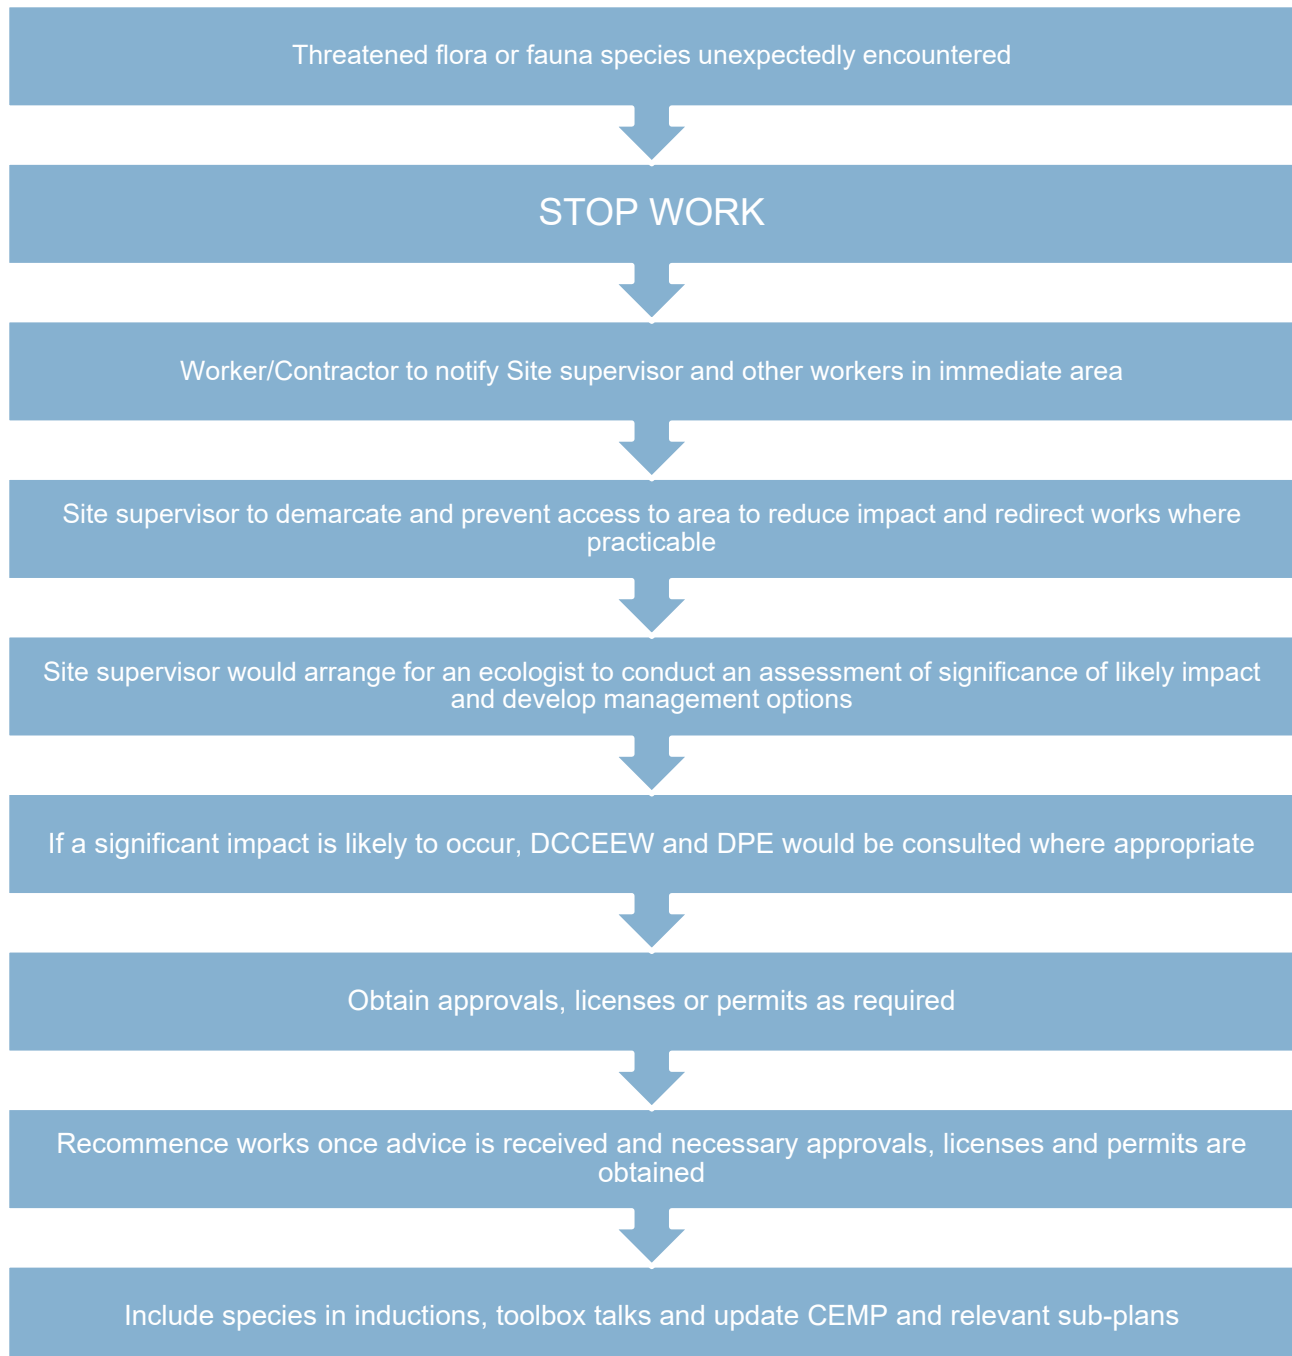 Threatened flora or fauna species unexpectedly encountered
STOP WORK
Worker/Contractor to notify Site supervisor and other workers in immediate area
Site supervisor to demarcate and prevent access to area to reduce impact and redirect works where
practicable
Site supervisor would arrange for an ecologist to conduct an assessment of significance of likely impact
and develop management options
If a significant impact is likely to occur, DCCEEW and DPE would be consulted where appropriate
Obtain approvals, licenses or permits as required
Recommence works once advice is received and necessary approvals, licenses and permits are
obtained
Include species in inductions, toolbox talks and update CEMP and relevant sub-plans